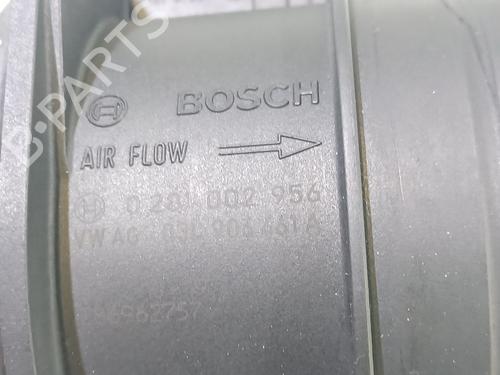 B-PARTS
BOSCH
AIR FLOW
0 281 002 956
VW AG 03L 906 461 A